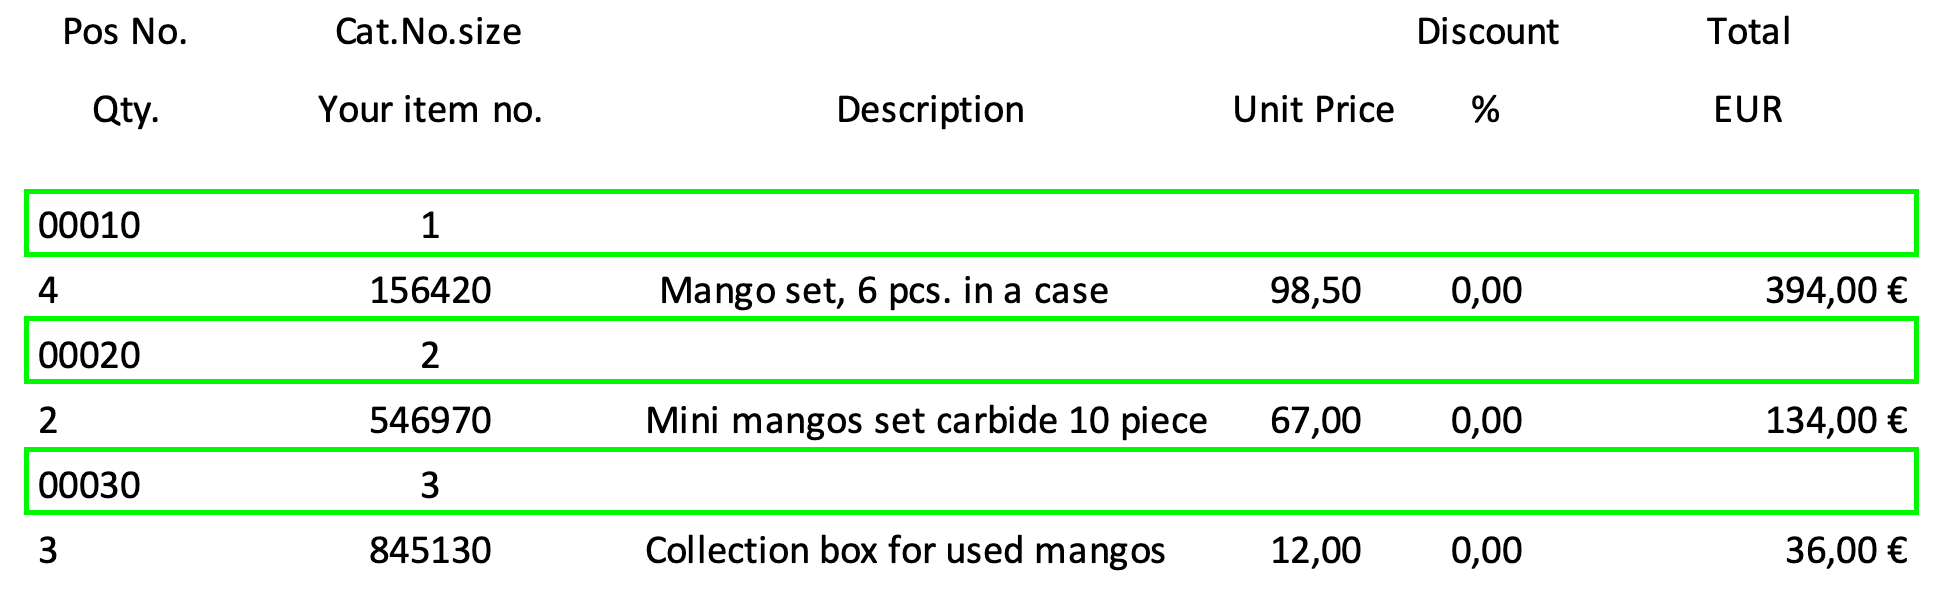 Pos No. Cat.No.size Discount Total
Qty. Your item no. Description Unit Price % EUR
00010 1
4 156420 Mango set, 6 pcs. in a case 98,50 0,00 394,00 €
00020 2
2 546970 Mini mangos set carbide 10 piece 67,00 0,00 134,00 €
00030 3
3 845130 Collection box for used mangos 12,00 0,00 36,00 €